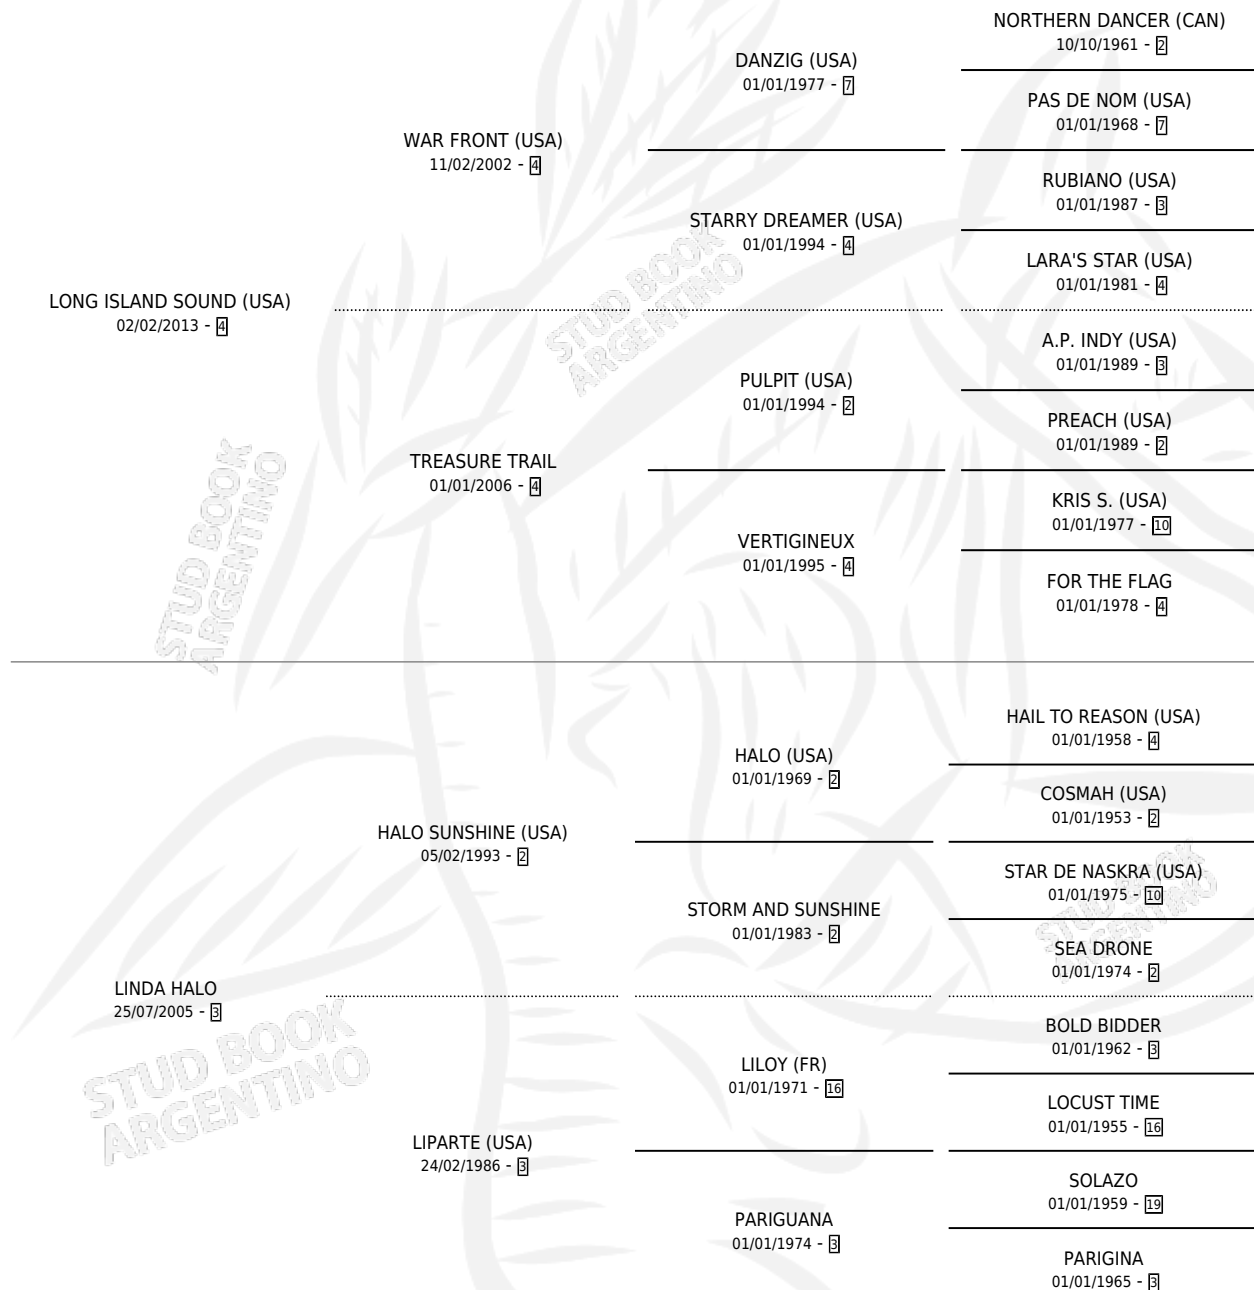 NORTHERN DANCER (CAN)
10/10/1961 - 2
DANZIG (USA)
01/01/1977 - 7
PAS DE NOM (USA)
01/01/1968 - 7
WAR FRONT (USA)
11/02/2002 - 4
RUBIANO (USA)
01/01/1987 - 3
STARRY DREAMER (USA)
01/01/1994 - 4
LARA'S STAR (USA)
01/01/1981 - 4
LONG ISLAND SOUND (USA)
02/02/2013 - 4
A.P. INDY (USA)
01/01/1989 - 3
PULPIT (USA)
01/01/1994 - 2
PREACH (USA)
01/01/1989 - 2
TREASURE TRAIL
01/01/2006 - 4
KRIS S. (USA)
01/01/1977 - 10
VERTIGINEUX
01/01/1995 - 4
FOR THE FLAG
01/01/1978 - 4
HAIL TO REASON (USA)
01/01/1958 - 4
HALO (USA)
01/01/1969 - 2
COSMAH (USA)
01/01/1953 - 2
HALO SUNSHINE (USA)
05/02/1993 - 2
STAR DE NASKRA (USA)
01/01/1975 - 10
STORM AND SUNSHINE
01/01/1983 - 2
SEA DRONE
01/01/1974 - 2
LINDA HALO
25/07/2005 - 3
BOLD BIDDER
01/01/1962 - 3
LILOY (FR)
01/01/1971 - 16
LOCUST TIME
01/01/1955 - 16
LIPARTE (USA)
24/02/1986 - 3
SOLAZO
01/01/1959 - 19
PARIGUANA
01/01/1974 - 3
PARIGINA
01/01/1965 - 3
STUD BOOK
ARGENTINO
STUD BOOK
ARGENTINO
STUD BOOK
ARGENTINO
STUD BOOK
ARGENTINO